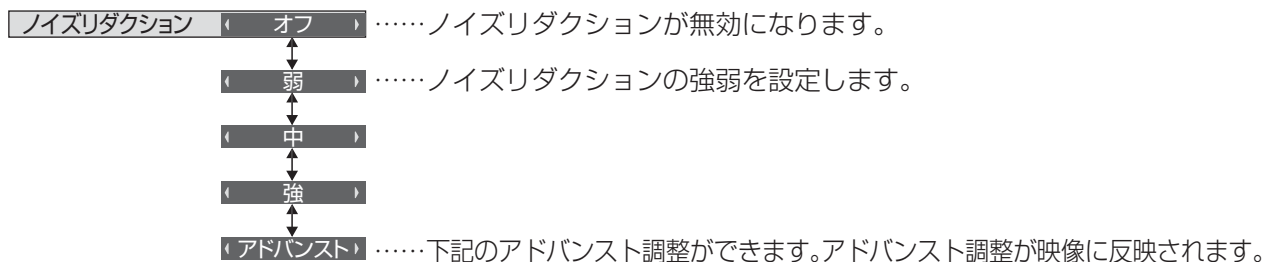 ノイズリダクション オフ ……ノイズリダクションが無効になります。
弱 ……ノイズリダクションの強弱を設定します。
中
強
アドバンスト ……下記のアドバンスト調整ができます。アドバンスト調整が映像に反映されます。